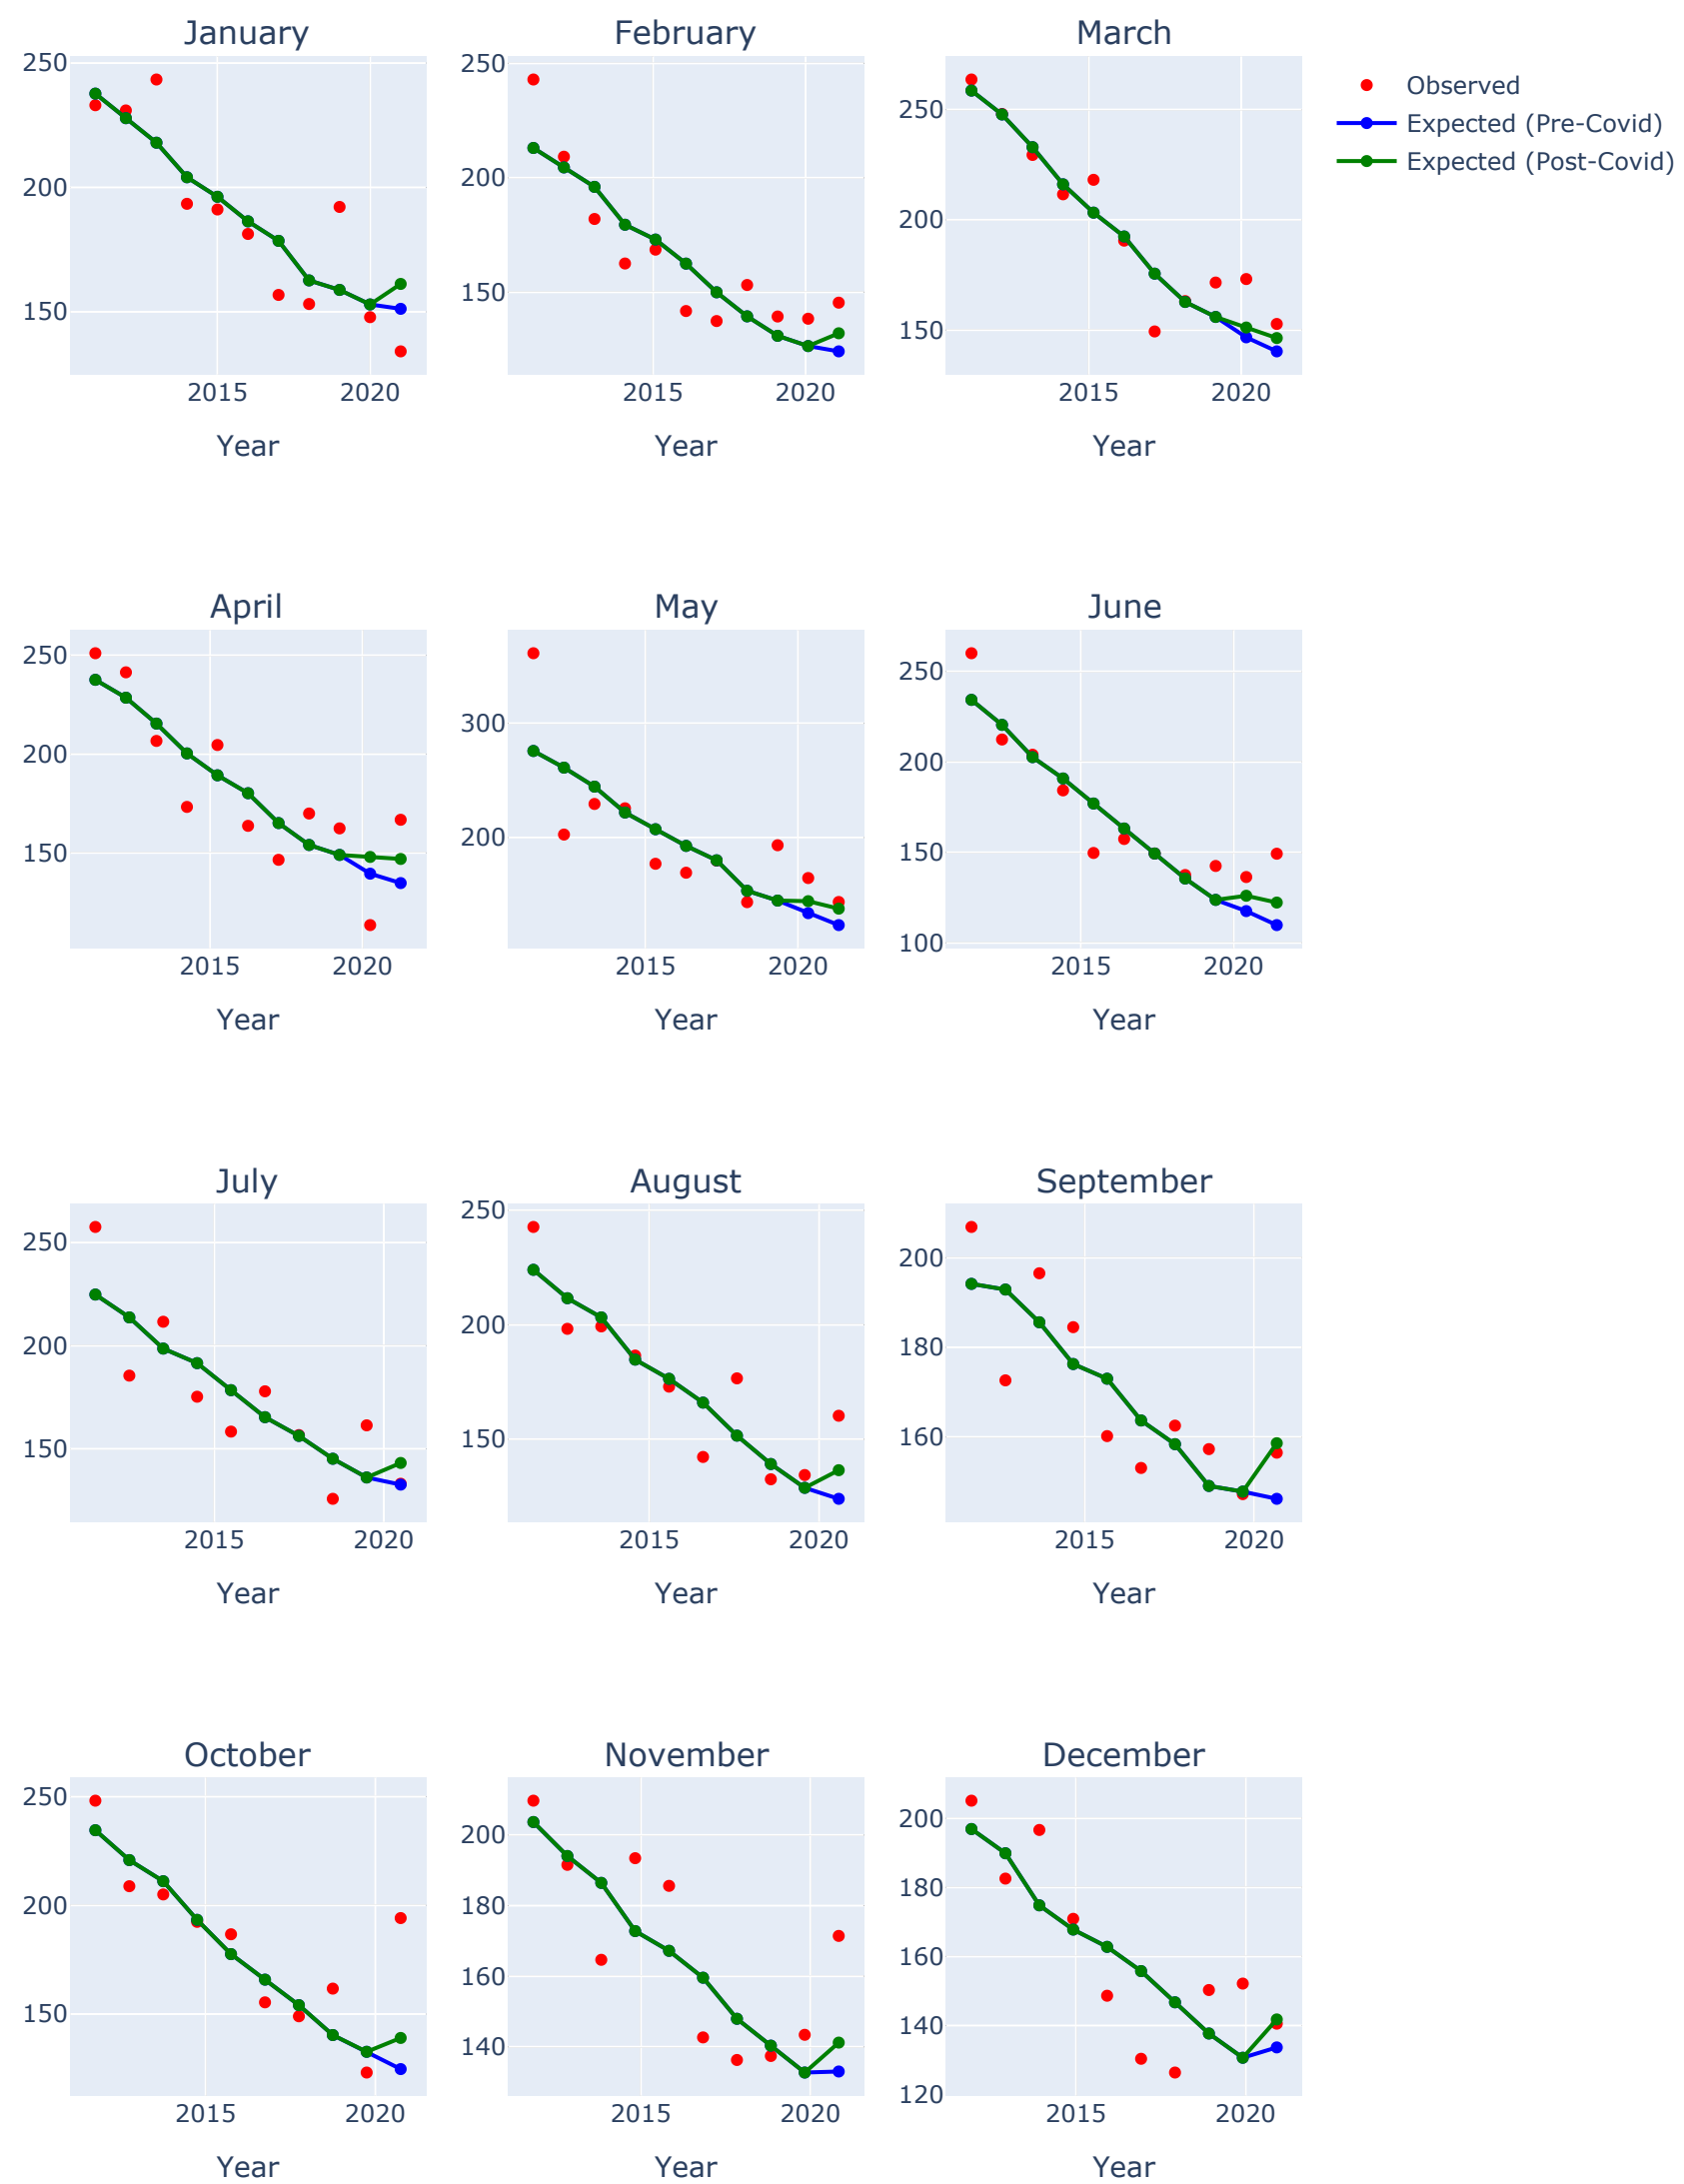 January
February
March
250
200
150
2015
2020
Year
250
200
150
2015
2020
Year
250
200
150
2015
2020
Year
Observed
Expected (Pre-Covid)
Expected (Post-Covid)
April
May
June
250
200
150
2015
2020
Year
300
200
2015
2020
Year
250
200
150
100
2015
2020
Year
July
August
September
250
200
150
2015
2020
Year
250
200
150
2015
2020
Year
200
180
160
2015
2020
Year
October
November
December
250
200
150
2015
2020
Year
200
180
160
140
2015
2020
Year
200
180
160
140
120
2015
2020
Year